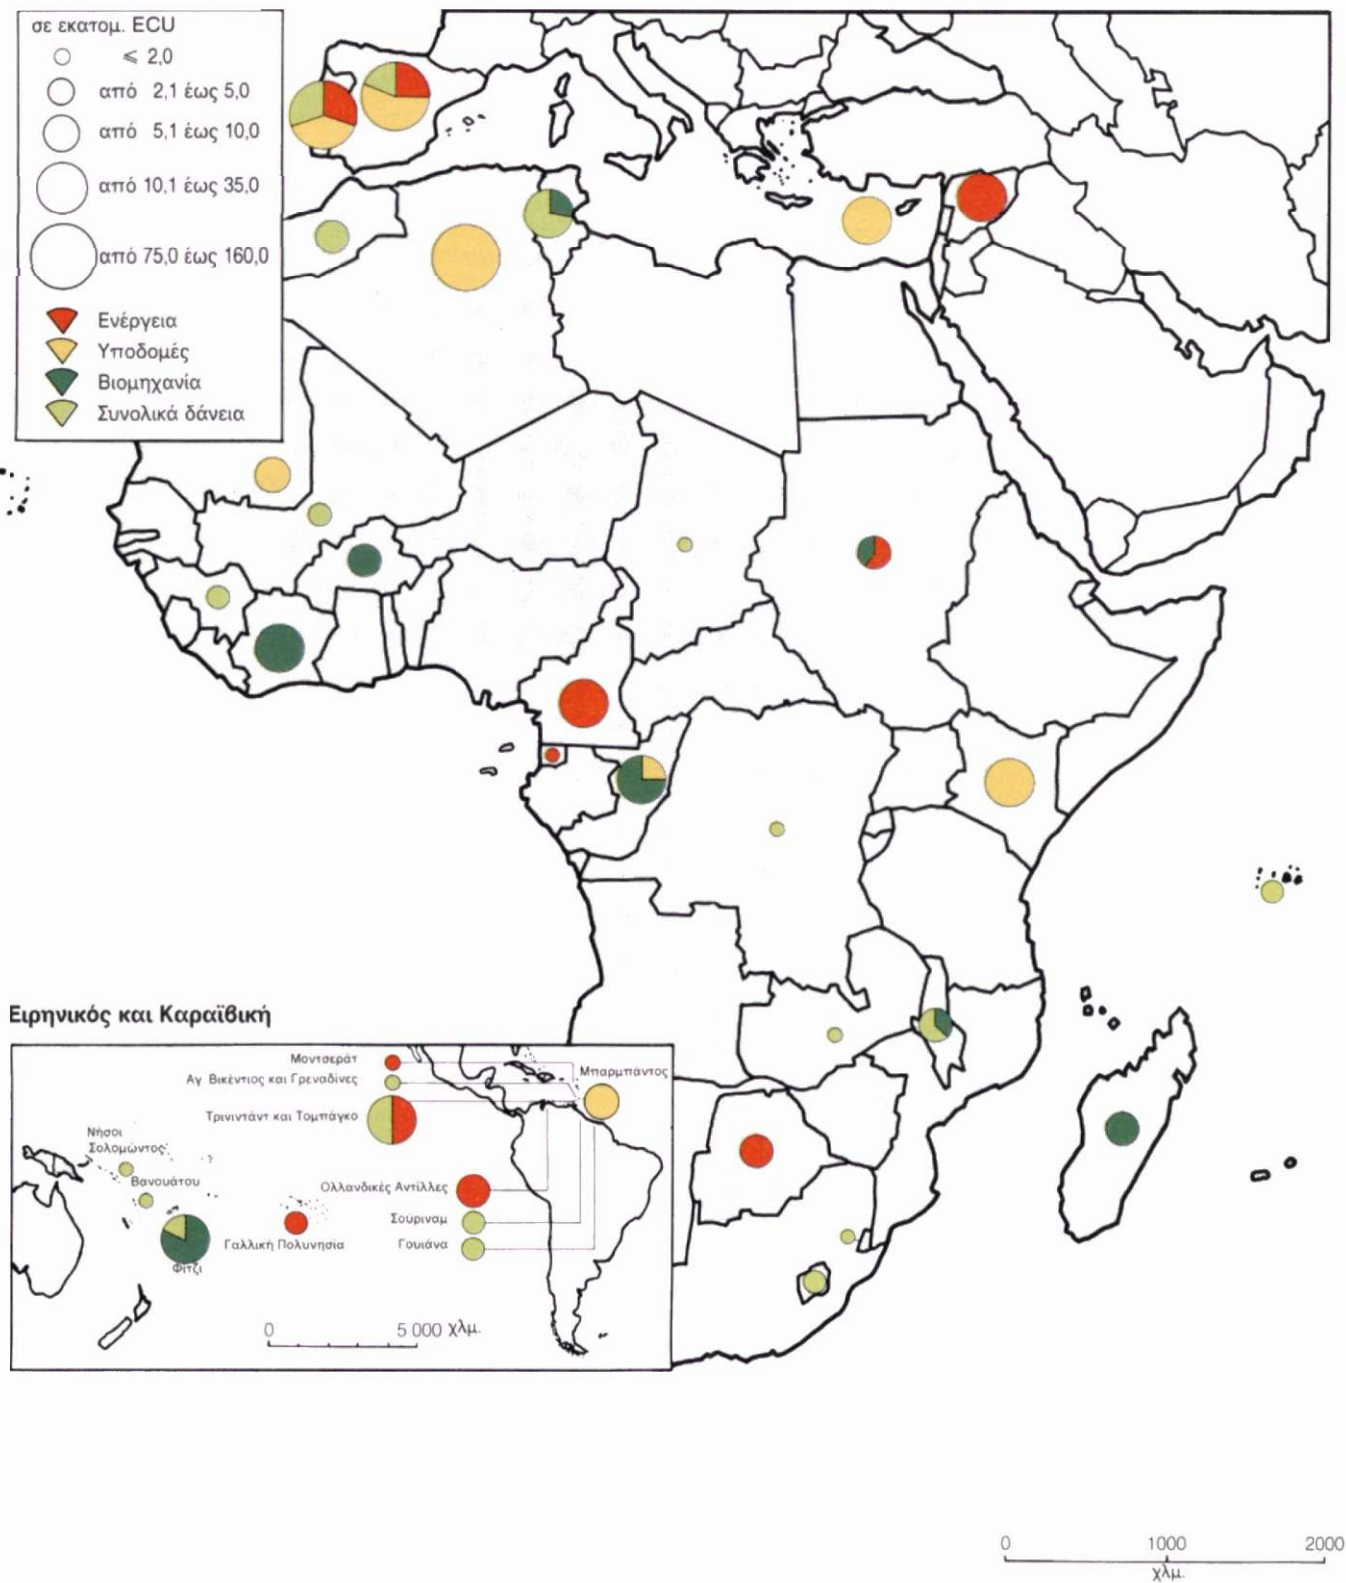 σε εκατομ. ECU
≤ 2,0
από 2,1 έως 5,0
από 5,1 έως 10,0
από 10,1 έως 35,0
από 75,0 έως 160,0
Ενέργεια
Υποδομές
Βιομηχανία
Συνολικά δάνεια
Ειρηνικός και Καραϊβική
Μοντσεράτ
Αγ Βικέντιος και Γρεναδίνες
Μπαρμπάντος
Τρινιντάντ και Τομπάγκο
Νήσοι
Σολομώντος
Βανουάτου
Ολλανδικές Αντίλλες
Σουρινάμ
Γουιάνα
Γαλλική Πολυνησία
Φίτζι
0 5 000 χλμ.
0 1000 2000
χλμ.